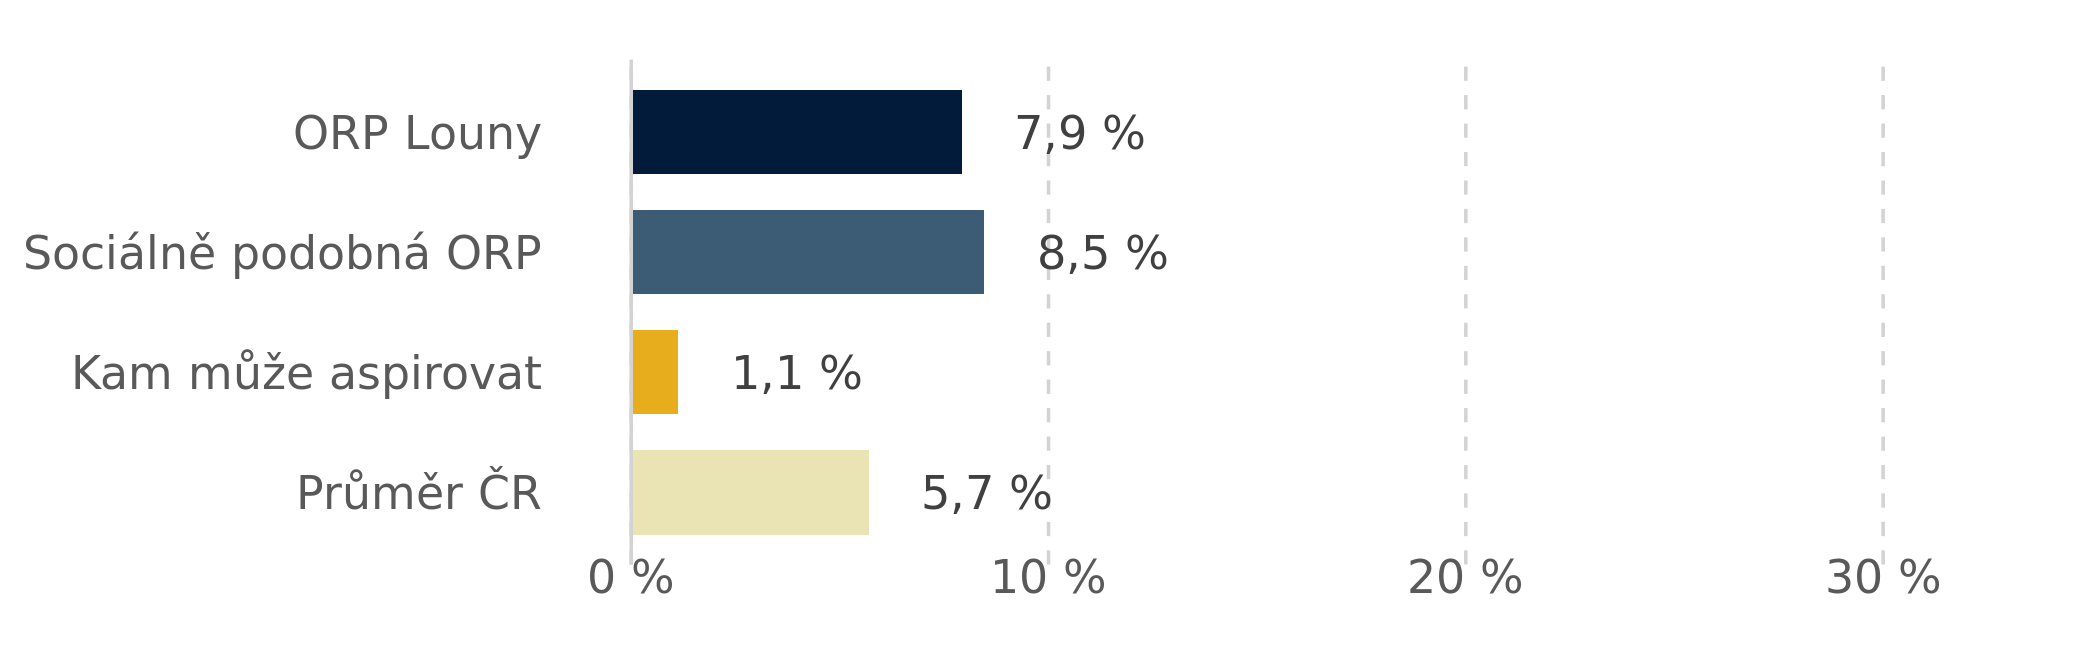 ORP Louny 7,9 %
Sociálně podobná ORP 8,5 %
Kam může aspirovat 1,1 %
Průměr ČR 5,7 %
0 % 10 % 20 % 30 %